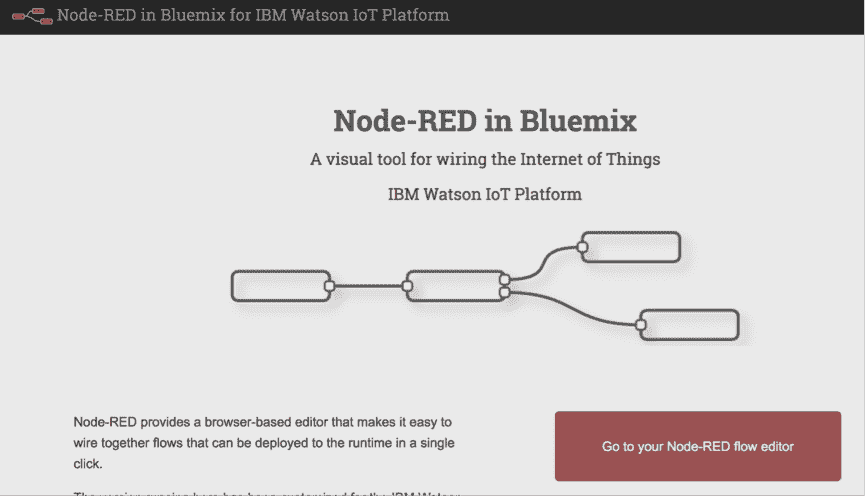 Node-RED in Bluemix for IBM Watson IoT Platform
Node-RED in Bluemix
A visual tool for wiring the Internet of Things
IBM Watson IoT Platform
Node-RED provides a browser-based editor that makes it easy to
wire together flows that can be deployed to the runtime in a single
click.
Go to your Node-RED flow editor